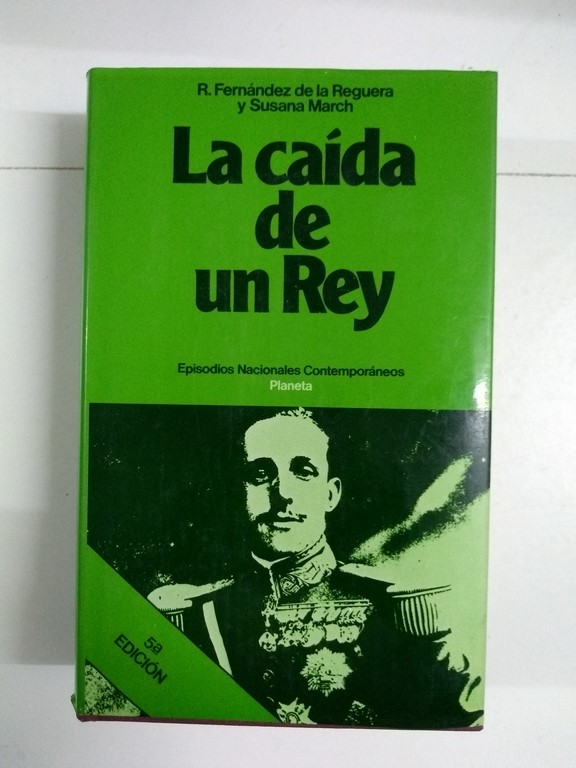 R. Fernández de la Reguera
y Susana March
La caída
de
un Rey
Episodios Nacionales Contemporáneos
Planeta
5a
EDICIÓN